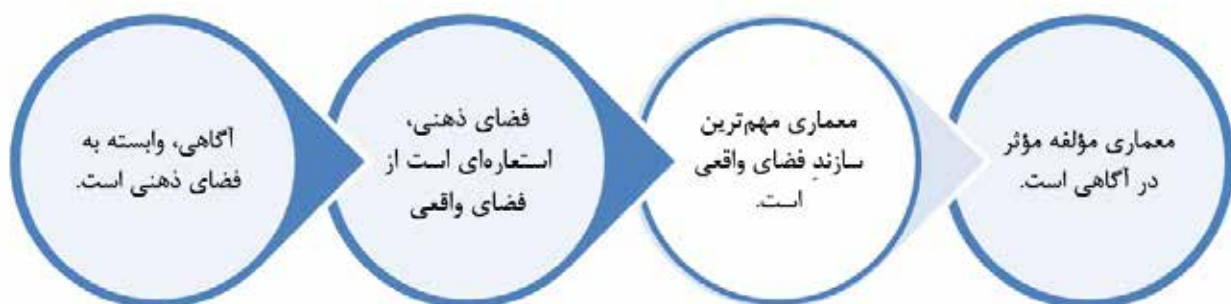 آگاهی، وابسته به
فضای ذهنی است.
فضای ذهنی،
استعاره‌ای است از
فضای واقعی
معماری مهم‌ترین
سازندِ فضای واقعی
است.
معماری مؤلفه مؤثر
در آگاهی است.